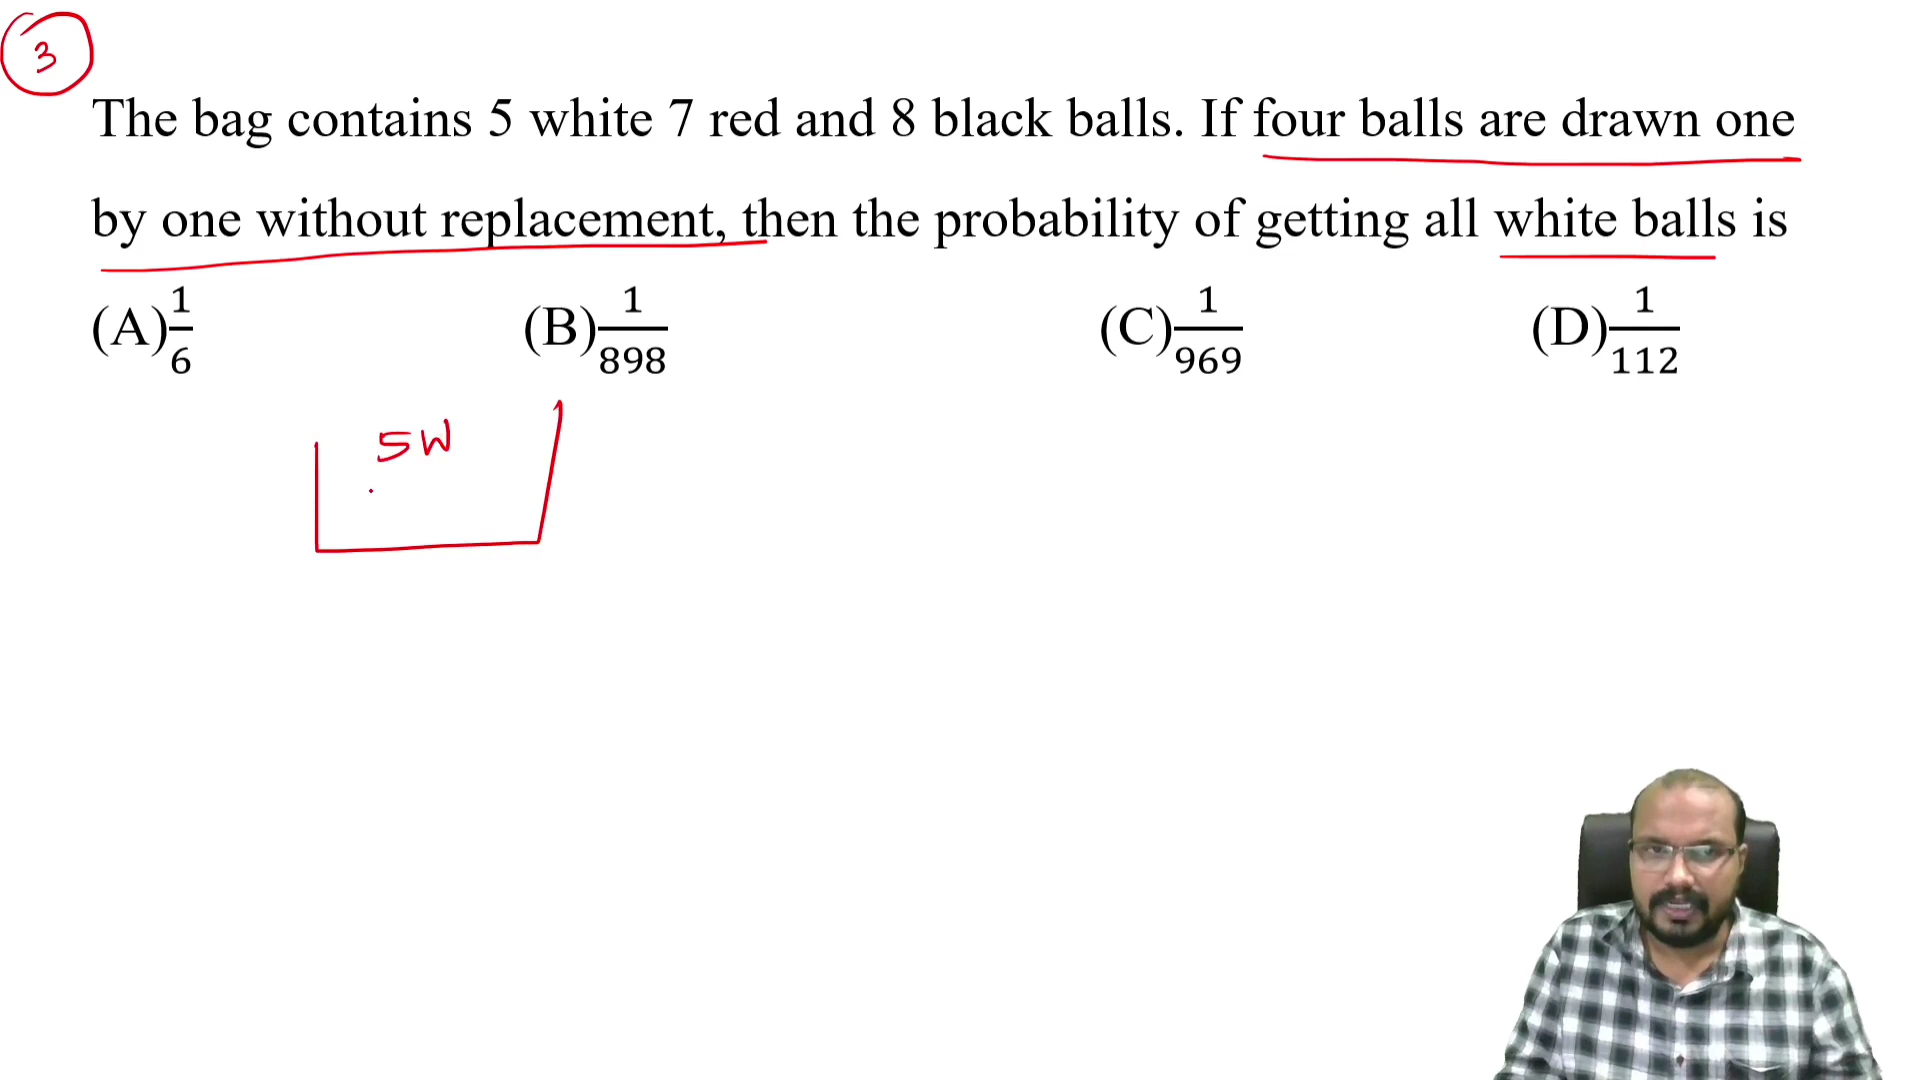 3
The bag contains 5 white 7 red and 8 black balls. If four balls are drawn one
by one without replacement, then the probability of getting all white balls is
(A) 1/6 (B) 1/898 (C) 1/969 (D) 1/112
5W